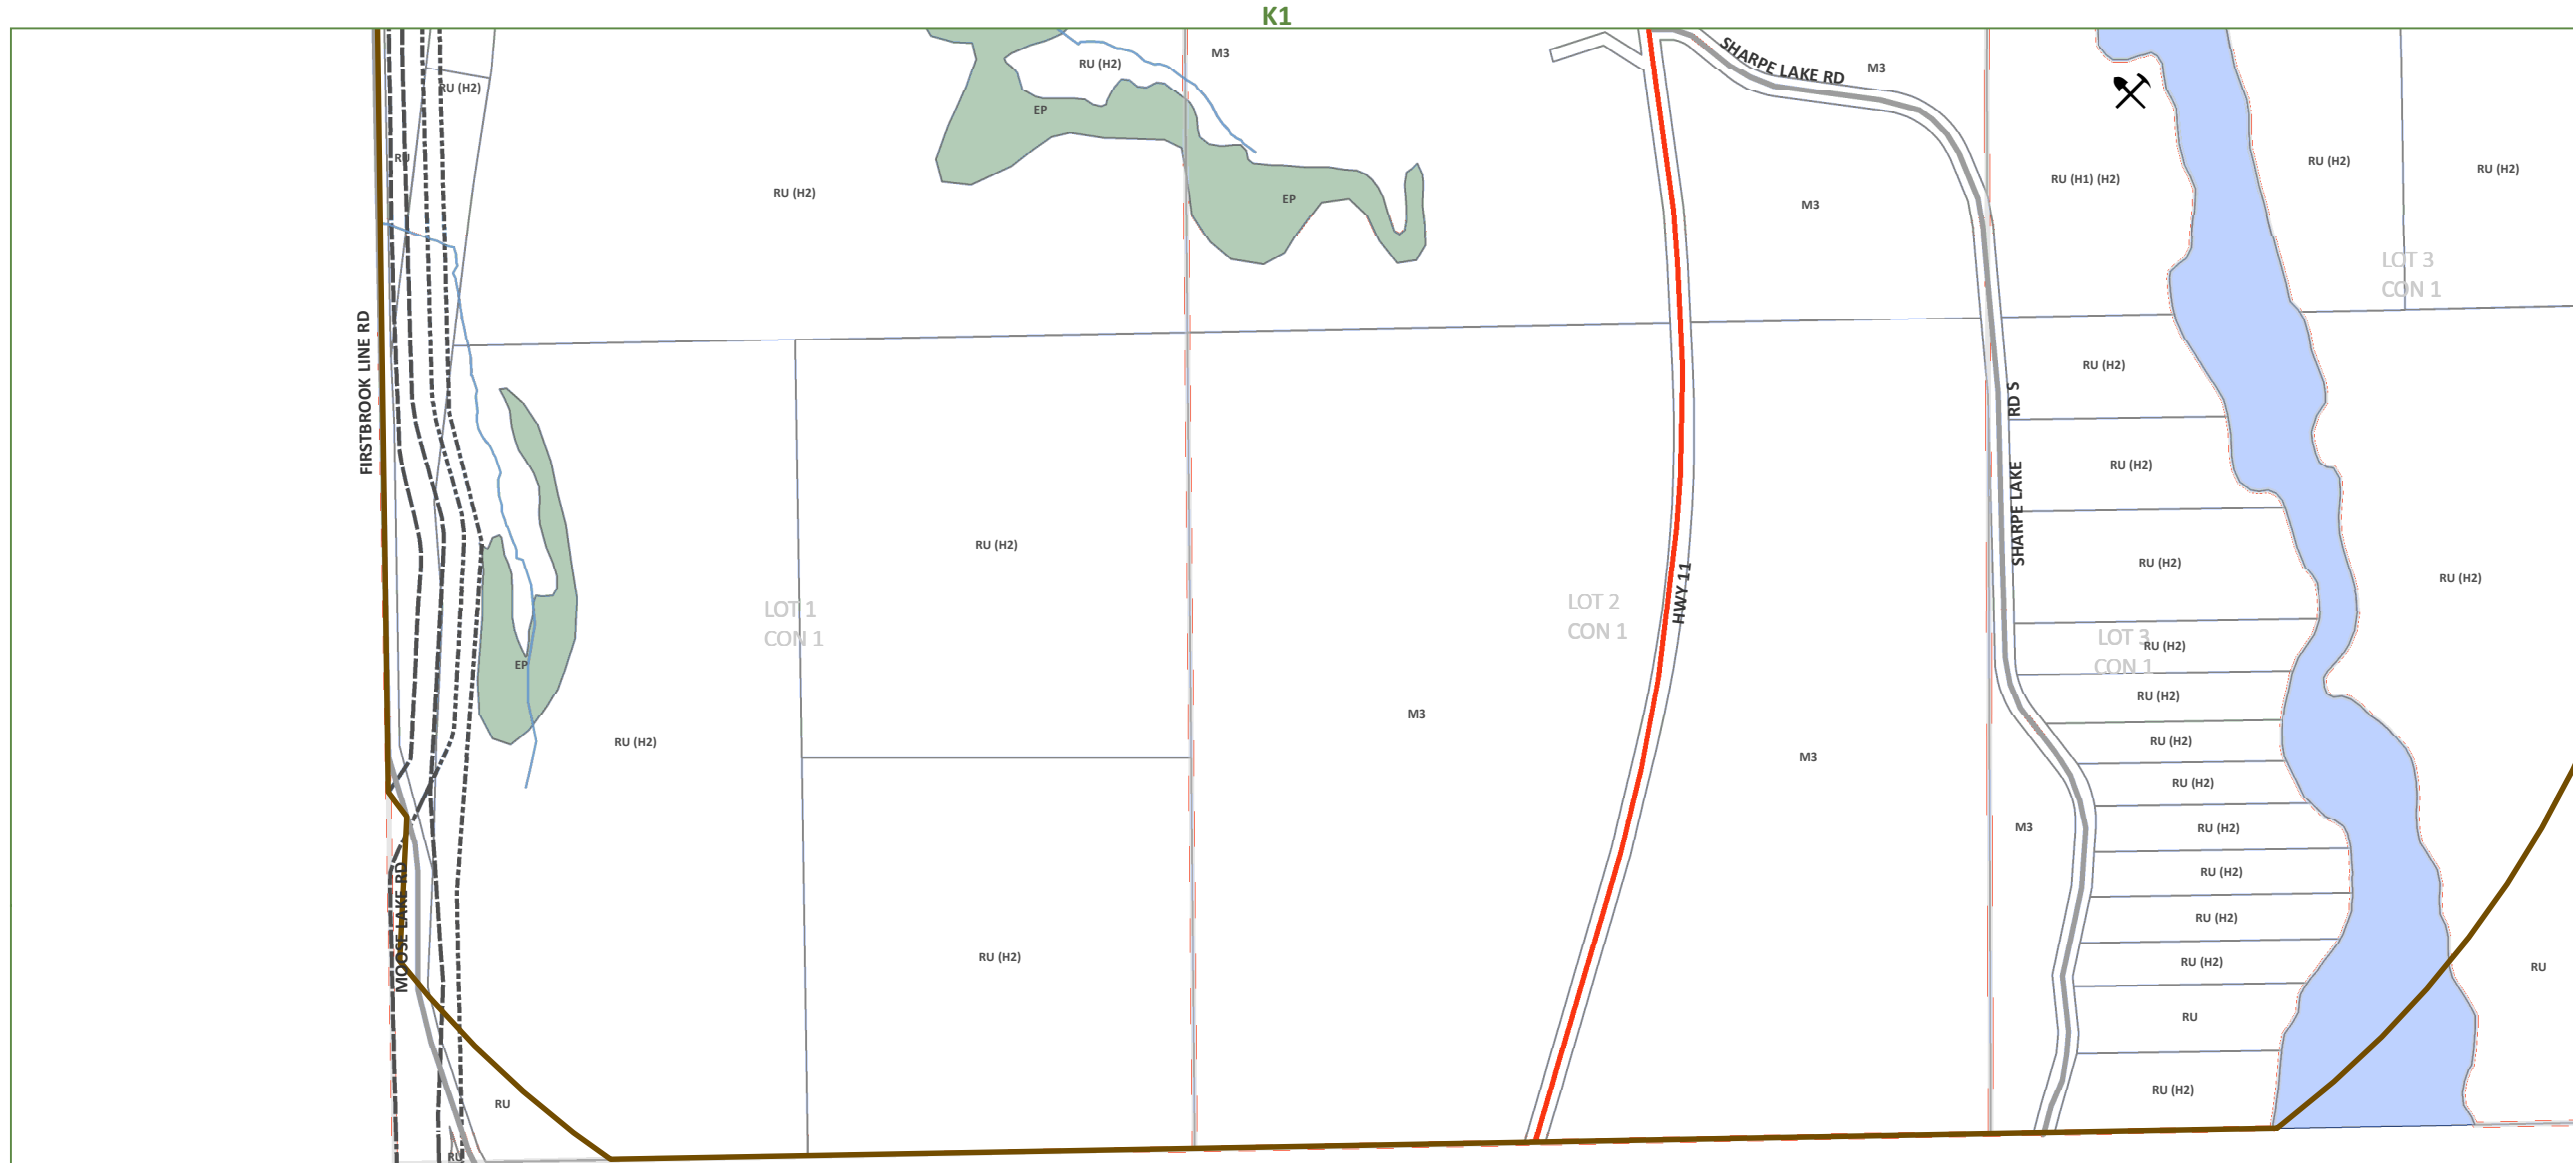 K1
M3
RU (H2)
SHARPE LAKE RD
M3
RU (H2)
EP
RU
RU (H2)
RU (H2)
RU (H1) (H2)
RU (H2)
EP
M3
LOT 3
CON 1
FIRSTBROOK LINE RD
RU (H2)
SHARPE LAKE RD S
RU (H2)
RU (H2)
RU (H2)
RU (H2)
HWY 11
LOT 1
CON 1
LOT 2
CON 1
LOT 3
CON 1
RU (H2)
EP
RU (H2)
M3
RU (H2)
RU (H2)
M3
RU (H2)
M3
RU (H2)
RU (H2)
RU (H2)
MOOSE LAKE RD
RU (H2)
RU (H2)
RU
RU
RU (H2)
RU
RU